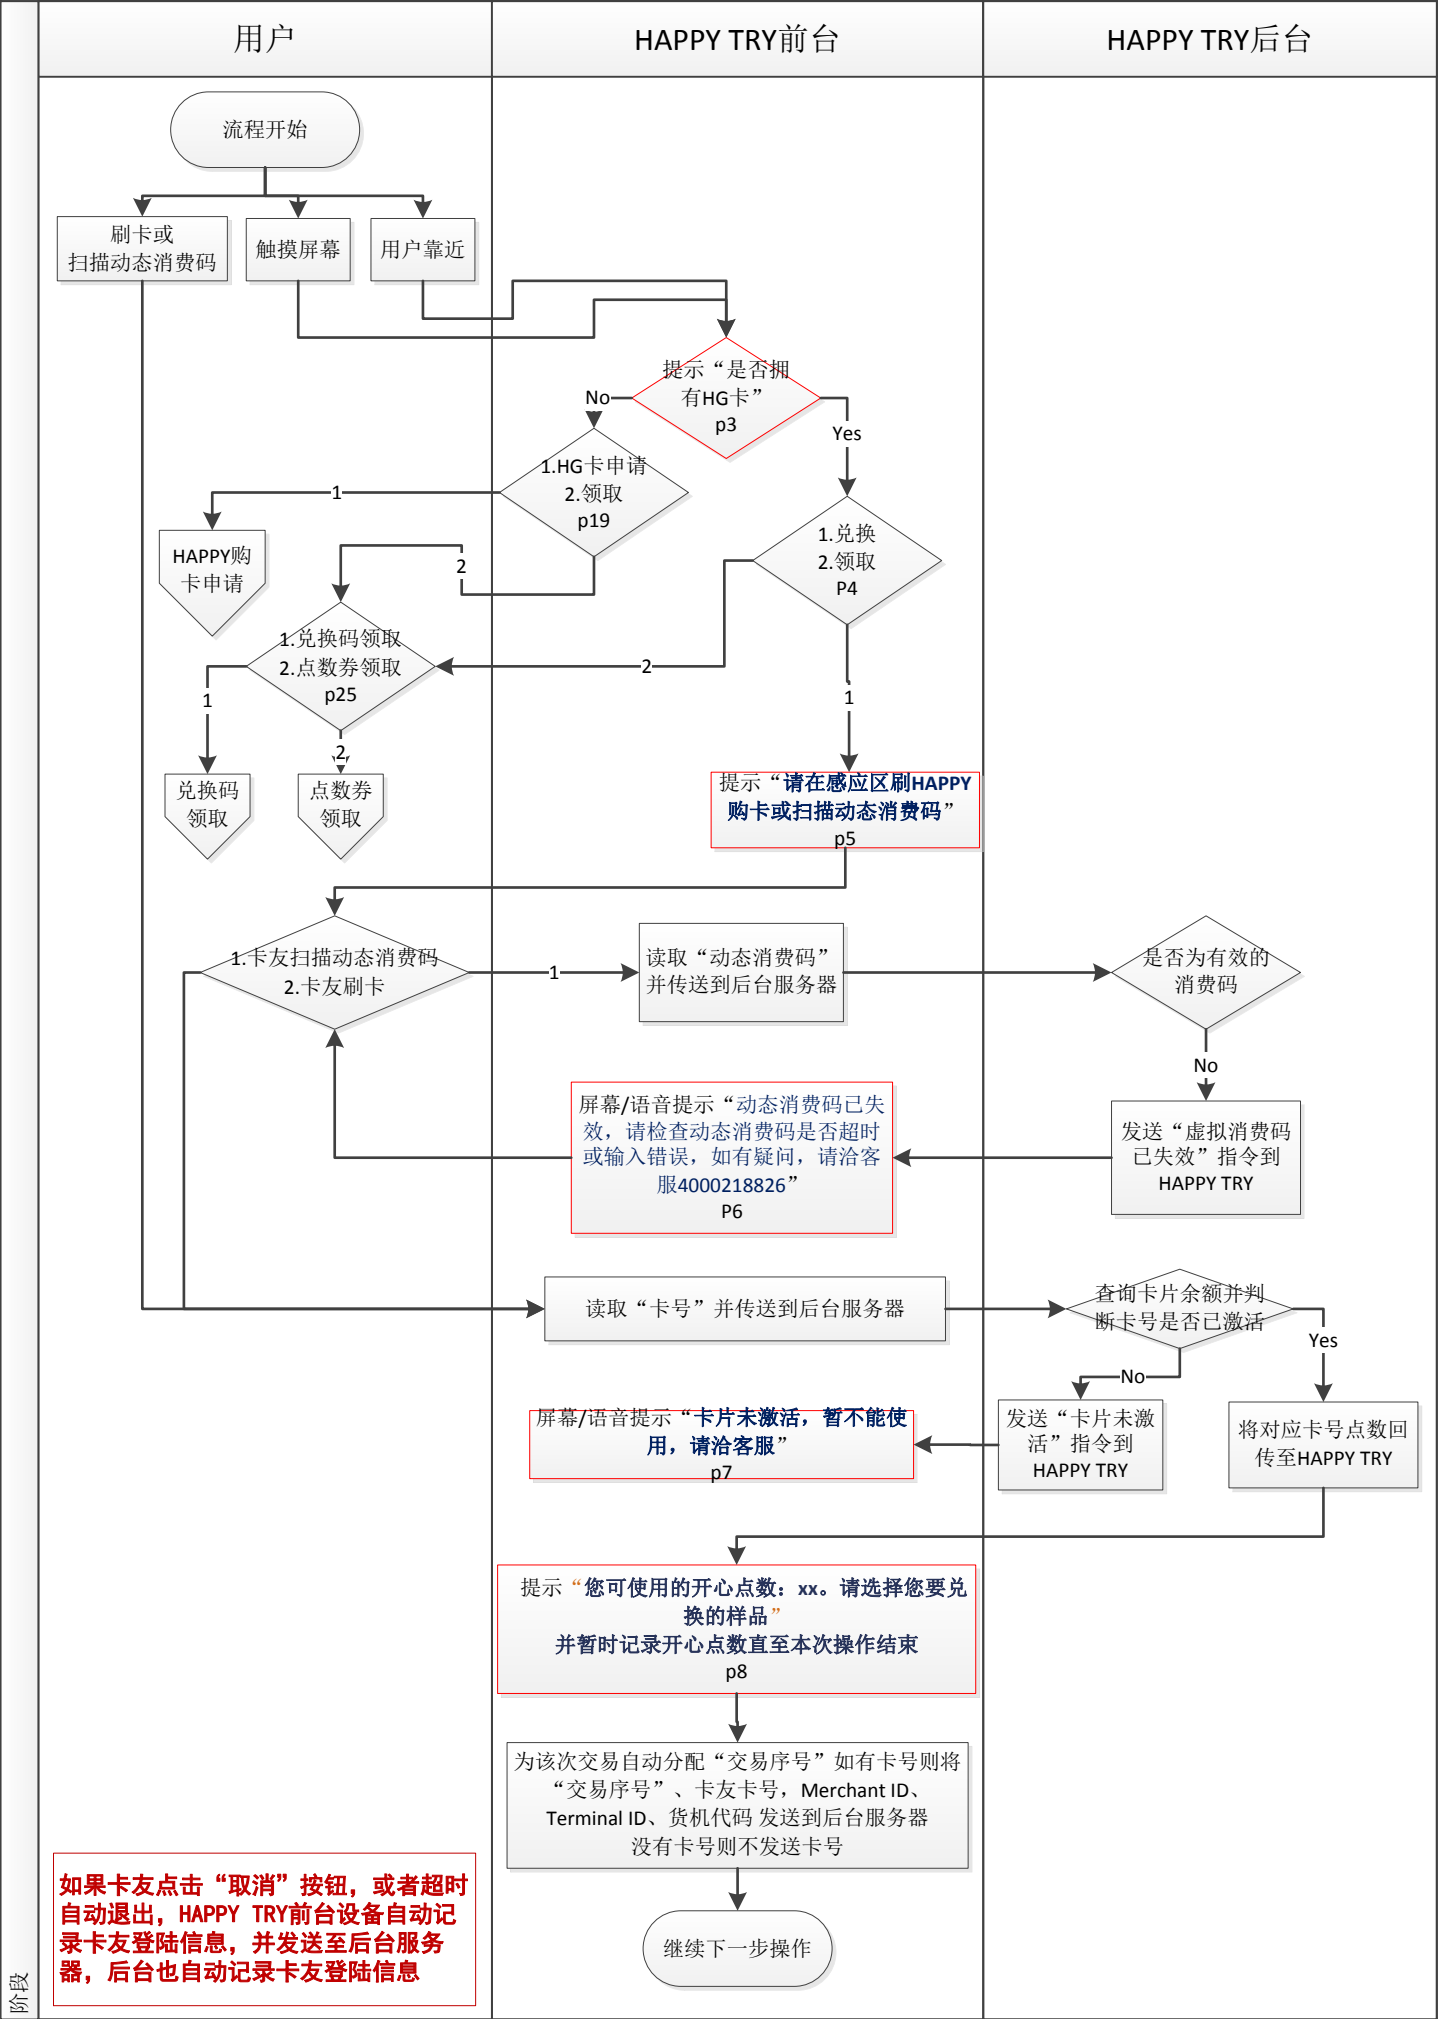 用户
HAPPY TRY前台
HAPPY TRY后台
流程开始
刷卡或
扫描动态消费码
触摸屏幕
用户靠近
提示“是否拥
有HG卡”
p3
No
Yes
1.HG卡申请
2.领取
p19
1
2
HAPPY购
卡申请
1.兑换
2.领取
P4
2
1
1.兑换码领取
2.点数券领取
p25
1
2
兑换码
领取
点数券
领取
提示“请在感应区刷HAPPY
购卡或扫描动态消费码”
p5
1.卡友扫描动态消费码
2.卡友刷卡
1
读取“动态消费码”
并传送到后台服务器
是否为有效的
消费码
No
发送“虚拟消费码
已失效”指令到
HAPPY TRY
屏幕/语音提示“动态消费码已失
效，请检查动态消费码是否超时
或输入错误，如有疑问，请洽客
服4000218826”
P6
读取“卡号”并传送到后台服务器
查询卡片余额并判
断卡号是否已激活
Yes
No
发送“卡片未激
活”指令到
HAPPY TRY
将对应卡号点数回
传至HAPPY TRY
屏幕/语音提示“卡片未激活，暂不能使
用，请洽客服”
p7
提示“您可使用的开心点数：xx。请选择您要兑
换的样品”
并暂时记录开心点数直至本次操作结束
p8
为该次交易自动分配“交易序号”如有卡号则将
“交易序号”、卡友卡号，Merchant ID、
Terminal ID、货机代码 发送到后台服务器
没有卡号则不发送卡号
继续下一步操作
如果卡友点击“取消”按钮，或者超时
自动退出，HAPPY TRY前台设备自动记
录卡友登陆信息，并发送至后台服务
器，后台也自动记录卡友登陆信息
阶段